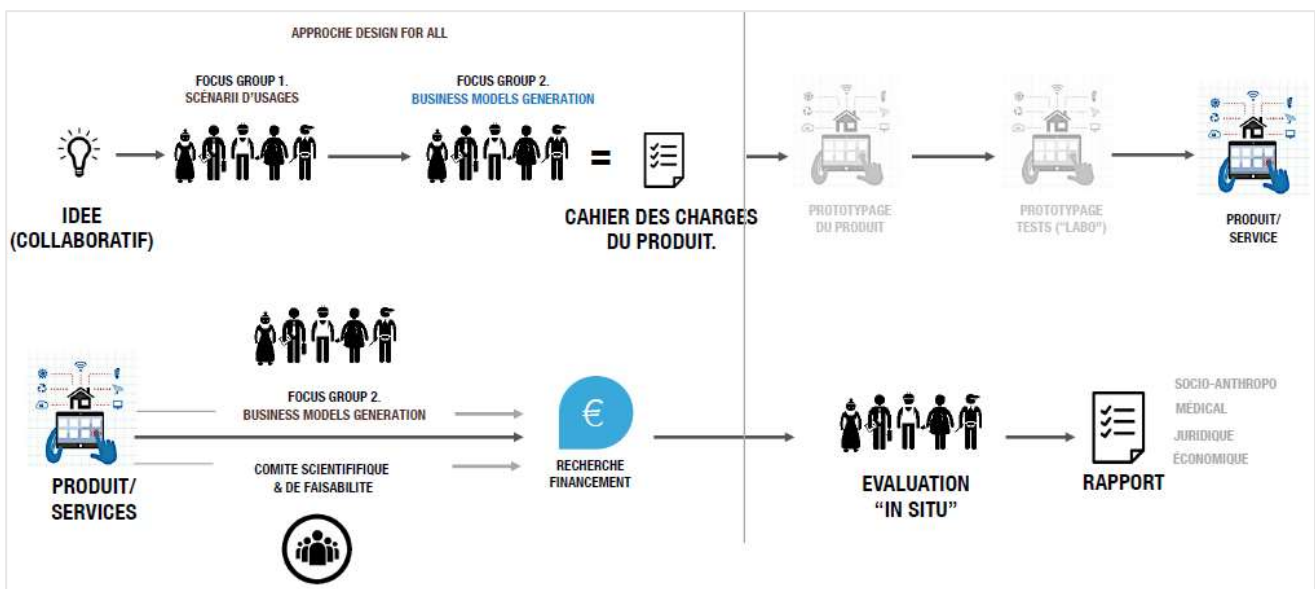 APPROCHE DESIGN FOR ALL
FOCUS GROUP 1.
SCÉNARII D'USAGES
FOCUS GROUP 2.
BUSINESS MODELS GENERATION
=
IDEE
(COLLABORATIF)
CAHIER DES CHARGES
DU PRODUIT.
PROTOTYPAGE
DU PRODUIT
PROTOTYPAGE
TESTS ("LABO")
PRODUIT/
SERVICE
FOCUS GROUP 2.
BUSINESS MODELS GENERATION
COMITE SCIENTIFIFIQUE
& DE FAISABILITE
PRODUIT/
SERVICES
€
RECHERCHE
FINANCEMENT
EVALUATION
“IN SITU”
RAPPORT
SOCIO-ANTHROPO
MÉDICAL
JURIDIQUE
ÉCONOMIQUE